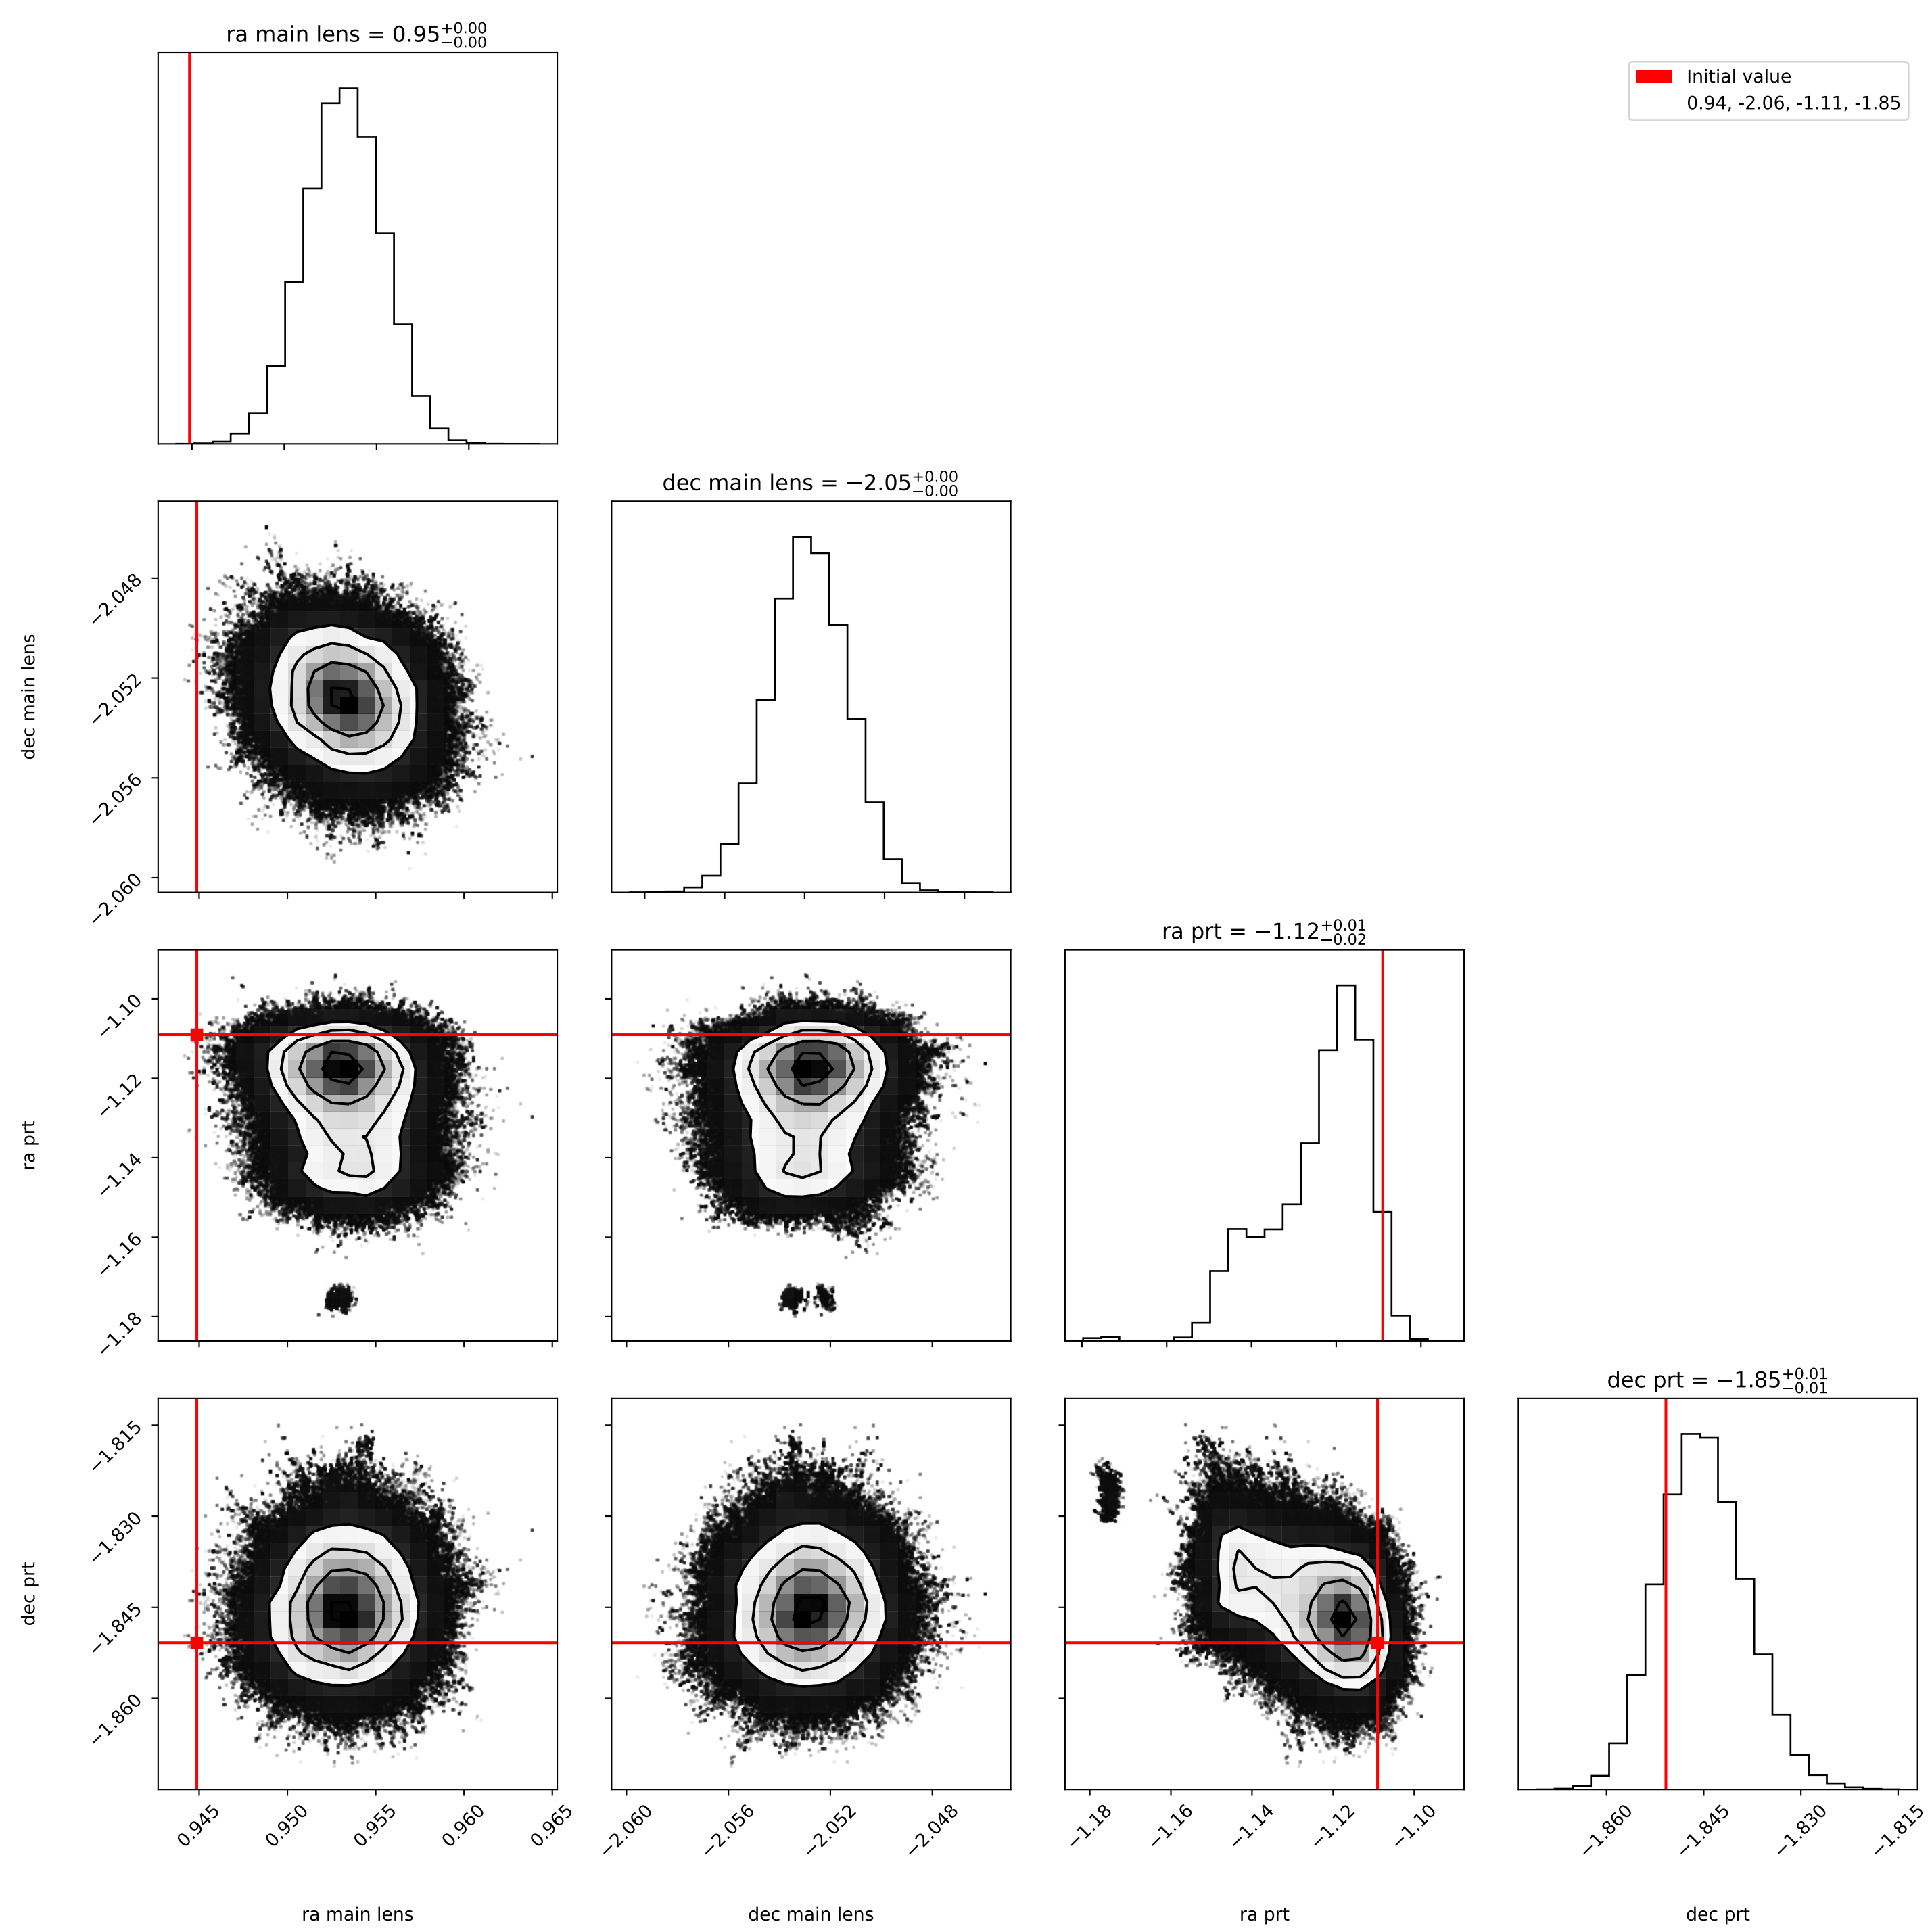 ra main lens = 0.95+0.00−0.00
Initial value
0.94, -2.06, -1.11, -1.85
dec main lens = −2.05+0.00−0.00
dec main lens
−2.048
−2.052
−2.056
−2.060
ra prt = −1.12+0.01−0.02
ra prt
−1.10
−1.12
−1.14
−1.16
−1.18
dec prt = −1.85+0.01−0.01
dec prt
−1.815
−1.830
−1.845
−1.860
0.945 0.950 0.955 0.960 0.965
−2.060 −2.056 −2.052 −2.048
−1.18 −1.16 −1.14 −1.12 −1.10
−1.860 −1.845 −1.830 −1.815
ra main lens
dec main lens
ra prt
dec prt